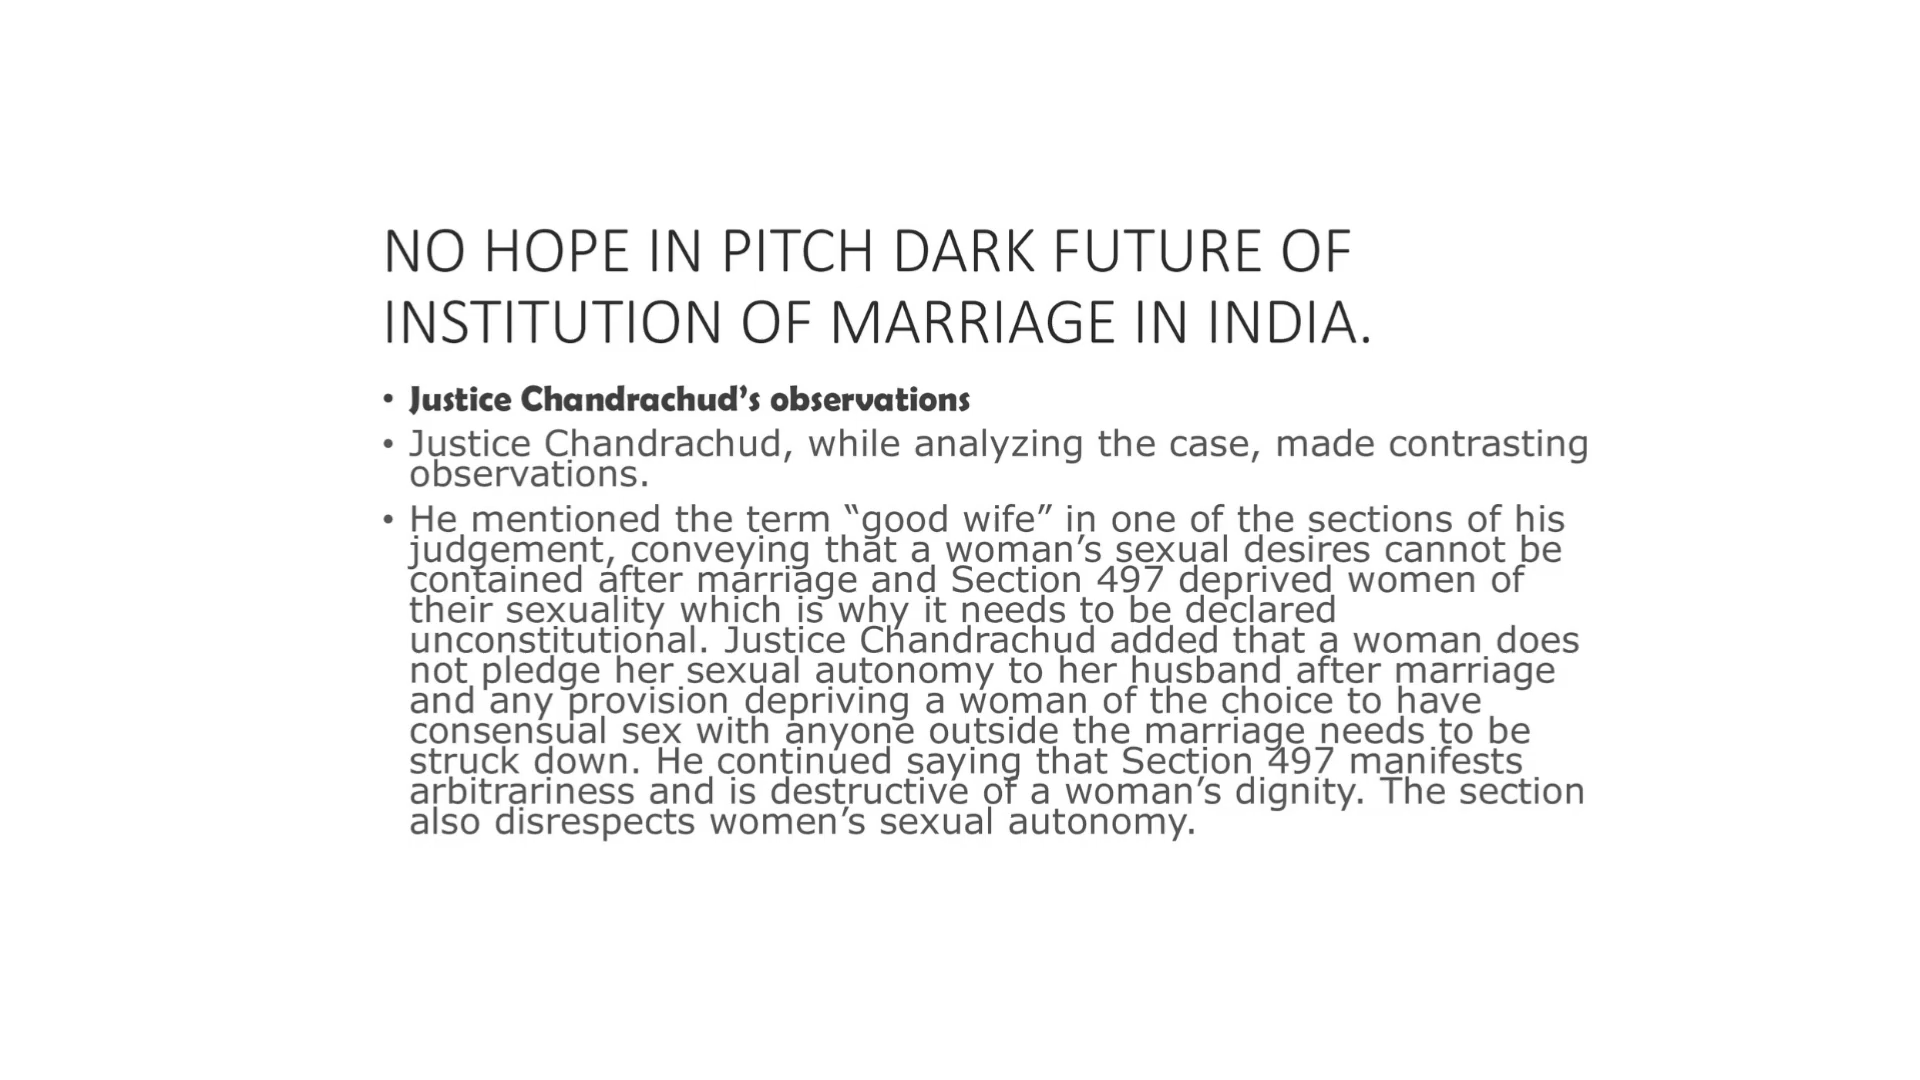 NO HOPE IN PITCH DARK FUTURE OF
INSTITUTION OF MARRIAGE IN INDIA.
• Justice Chandrachud’s observations
• Justice Chandrachud, while analyzing the case, made contrasting
observations.
• He mentioned the term “good wife” in one of the sections of his
judgement, conveying that a woman’s sexual desires cannot be
contained after marriage and Section 497 deprived women of
their sexuality which is why it needs to be declared
unconstitutional. Justice Chandrachud added that a woman does
not pledge her sexual autonomy to her husband after marriage
and any provision depriving a woman of the choice to have
consensual sex with anyone outside the marriage needs to be
struck down. He continued saying that Section 497 manifests
arbitrariness and is destructive of a woman’s dignity. The section
also disrespects women’s sexual autonomy.